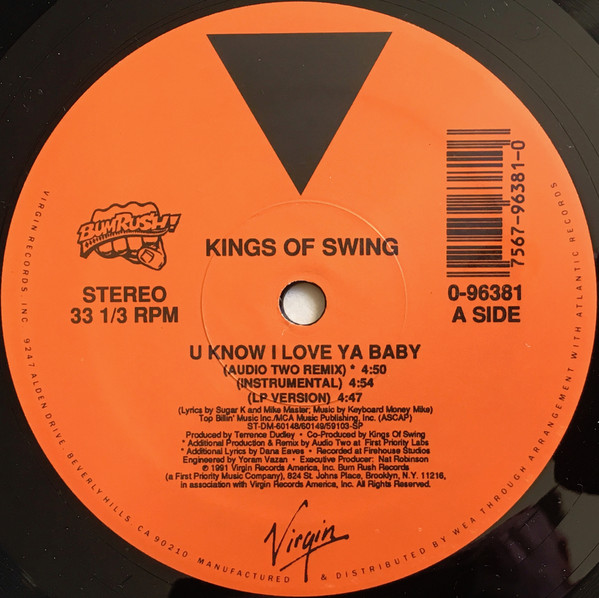 BUMRUSH!
KINGS OF SWING
STEREO
33 1/3 RPM
7567-96381-0
0-96381
A SIDE
U KNOW I LOVE YA BABY
(AUDIO TWO REMIX) * 4:50
(INSTRUMENTAL) 4:54
(LP VERSION) 4:47
(Lyrics by Sugar K and Mike Master; Music by Keyboard Money Mike)
Top Billin' Music Inc./MCA Music Publishing, Inc. (ASCAP)
ST-DM-60148/60149/59103-SP
Produced by Terrence Dudley • Co-Produced by Kings Of Swing
* Additional Production & Remix by Audio Two at First Priority Labs
* Additional Lyrics by Dana Eaves • Recorded at Firehouse Studios
Engineered by Yoram Vazan • Executive Producer: Nat Robinson
℗ 1991 Virgin Records America, Inc. Bum Rush Records
(a First Priority Music Company), 824 St. Johns Place, Brooklyn, N.Y. 11216,
in association with Virgin Records America, Inc. All Rights Reserved.
Virgin
VIRGIN RECORDS, INC. 9247 ALDEN DRIVE, BEVERLY HILLS, CA 90210 MANUFACTURED & DISTRIBUTED BY WEA THROUGH ARRANGEMENT WITH ATLANTIC RECORDS